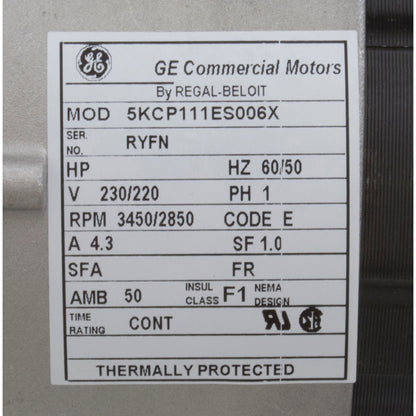 GE
GE Commercial Motors
By REGAL-BELOIT
MOD 5KCP111ES006X
SER. NO. RYFN
HP HZ 60/50
V 230/220 PH 1
RPM 3450/2850 CODE E
A 4.3 SF 1.0
SFA FR
AMB 50 INSUL CLASS F1 NEMA DESIGN
TIME RATING CONT
THERMALLY PROTECTED